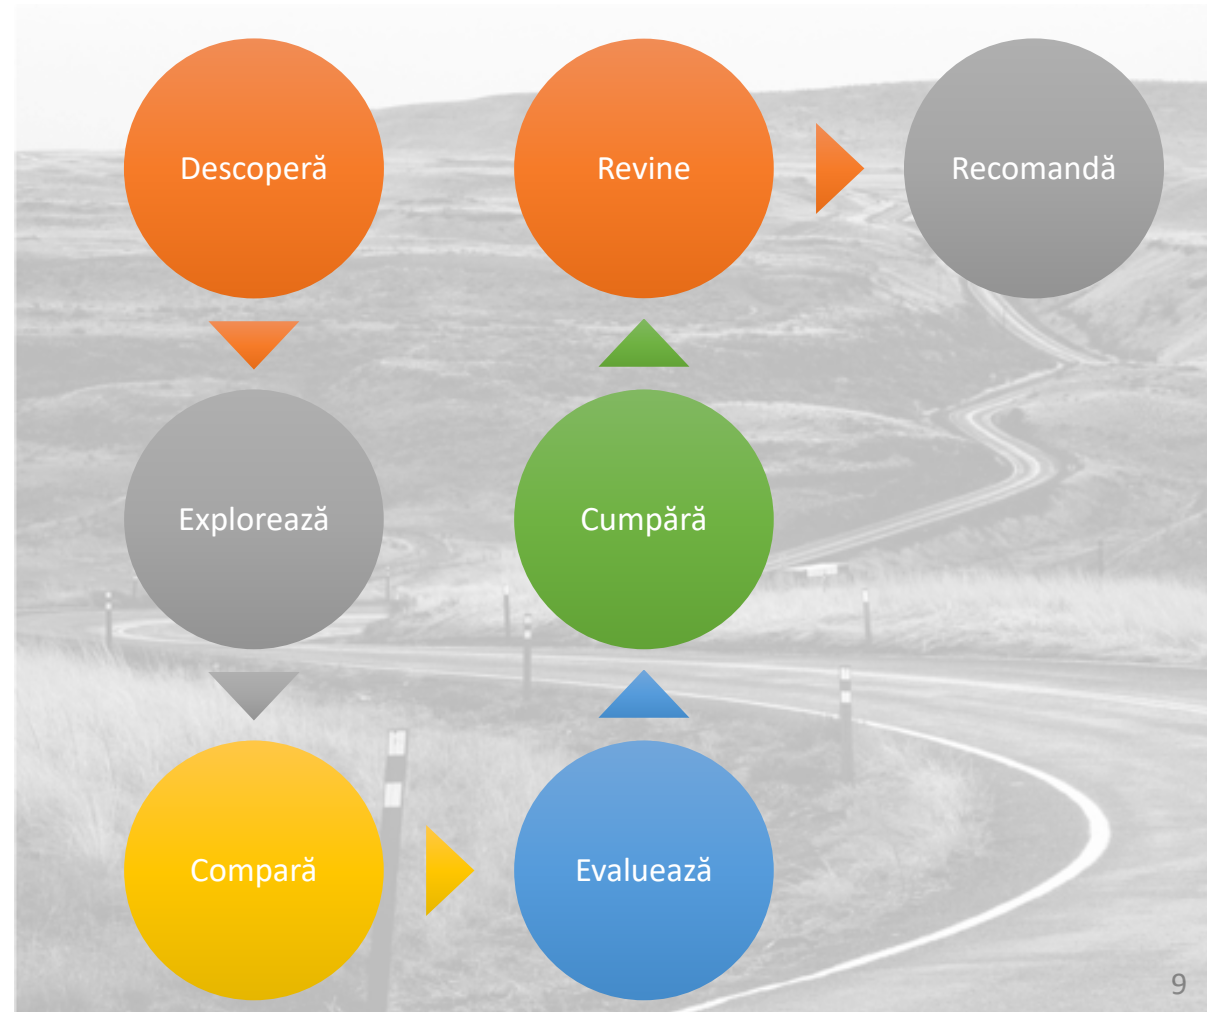 Descoperă
Explorează
Compară
Evaluează
Cumpără
Revine
Recomandă
9